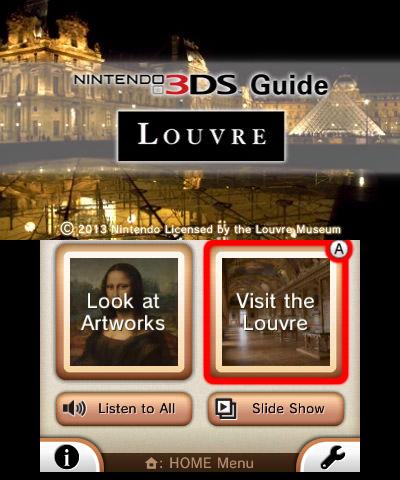 NINTENDO 3DS Guide
LOUVRE
© 2013 Nintendo Licensed by the Louvre Museum
A
Look at
Artworks
Visit the
Louvre
Listen to All
Slide Show
i
: HOME Menu